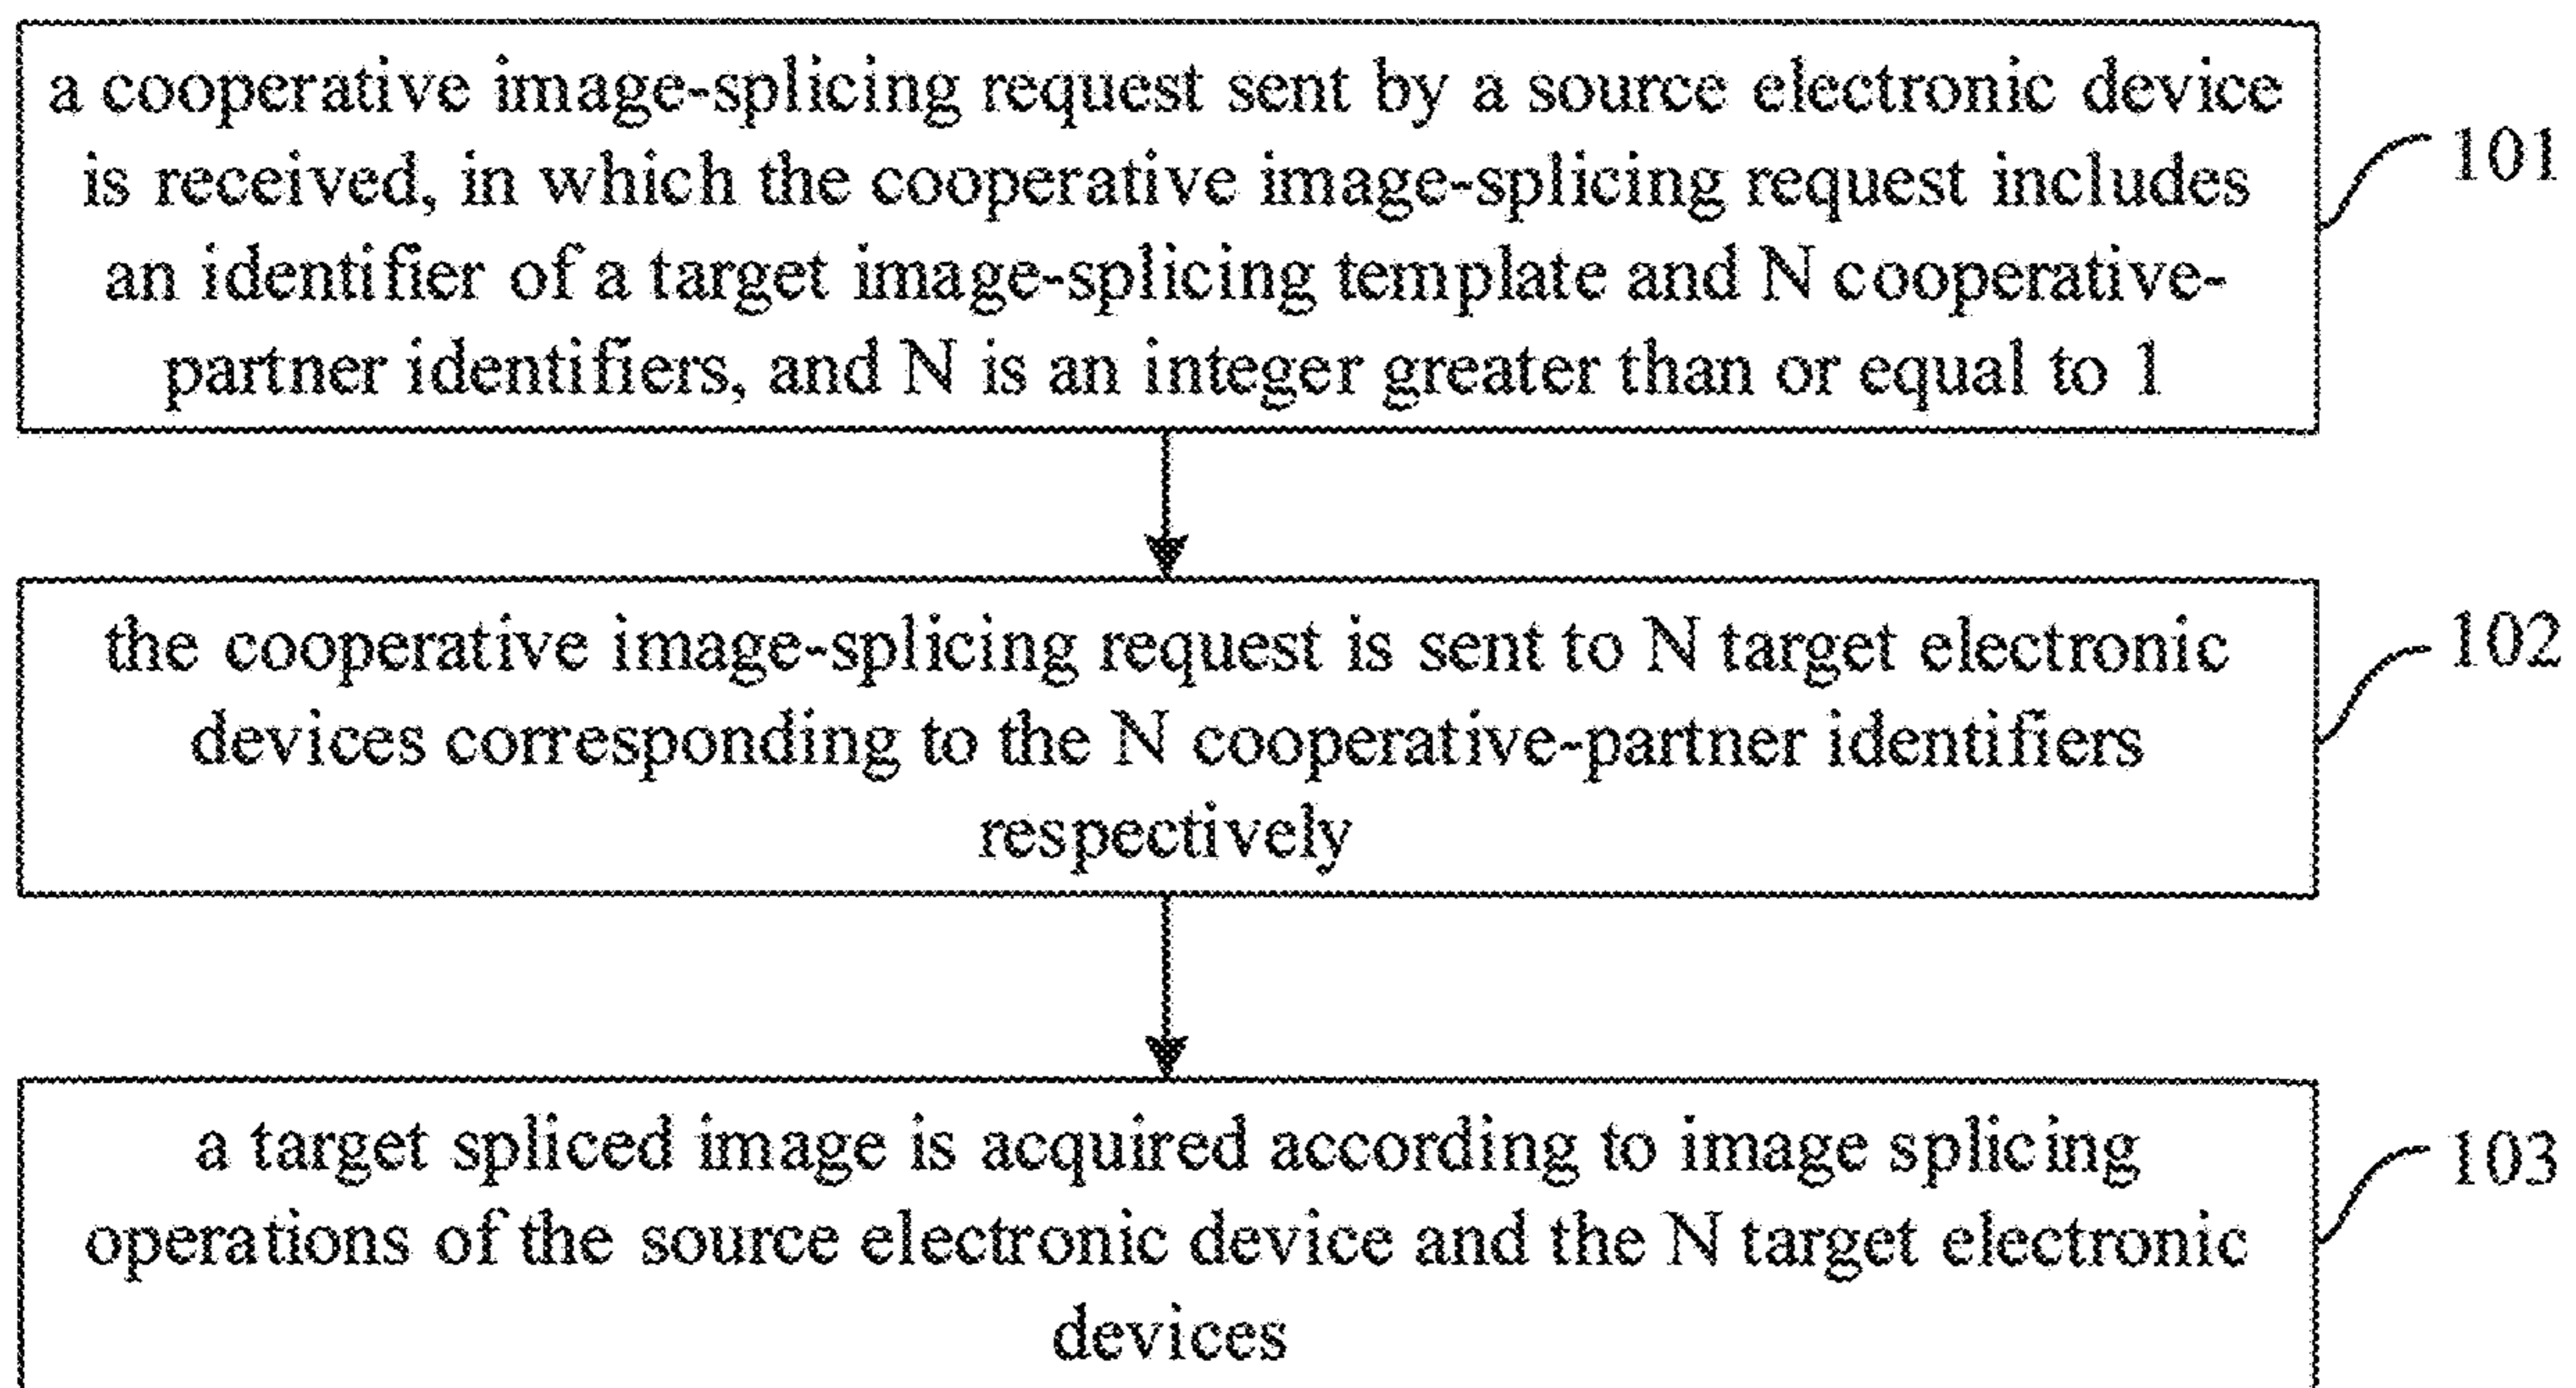 a cooperative image-splicing request sent by a source electronic device
is received, in which the cooperative image-splicing request includes
an identifier of a target image-splicing template and N cooperative-
partner identifiers, and N is an integer greater than or equal to 1
101
the cooperative image-splicing request is sent to N target electronic
devices corresponding to the N cooperative-partner identifiers
respectively
102
a target spliced image is acquired according to image splicing
operations of the source electronic device and the N target electronic
devices
103